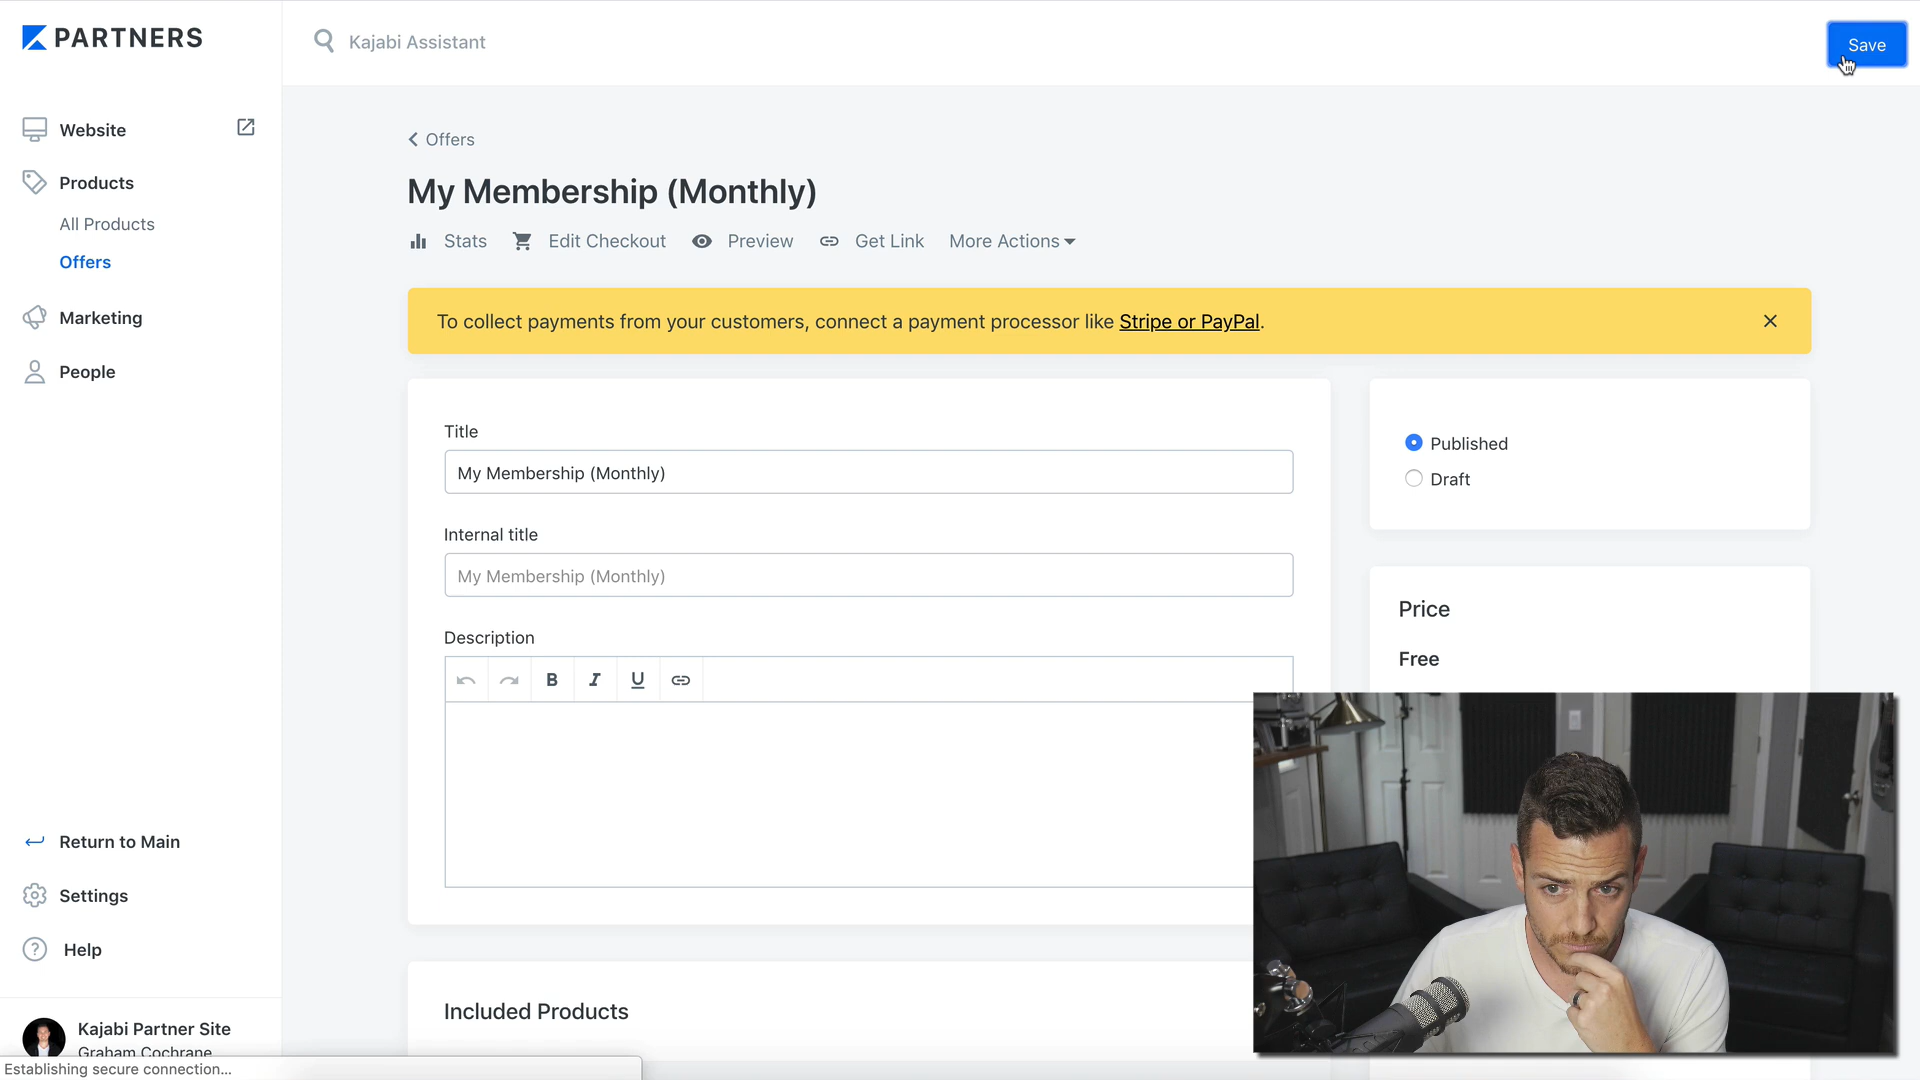 PARTNERS
Kajabi Assistant
Save
Website
Products
All Products
Offers
Marketing
People
Return to Main
Settings
Help
Kajabi Partner Site
Graham Cochrane
Establishing secure connection...
Offers
My Membership (Monthly)
Stats Edit Checkout Preview Get Link More Actions
To collect payments from your customers, connect a payment processor like Stripe or PayPal.
Title
My Membership (Monthly)
Internal title
My Membership (Monthly)
Description
B I U
Included Products
Published
Draft
Price
Free